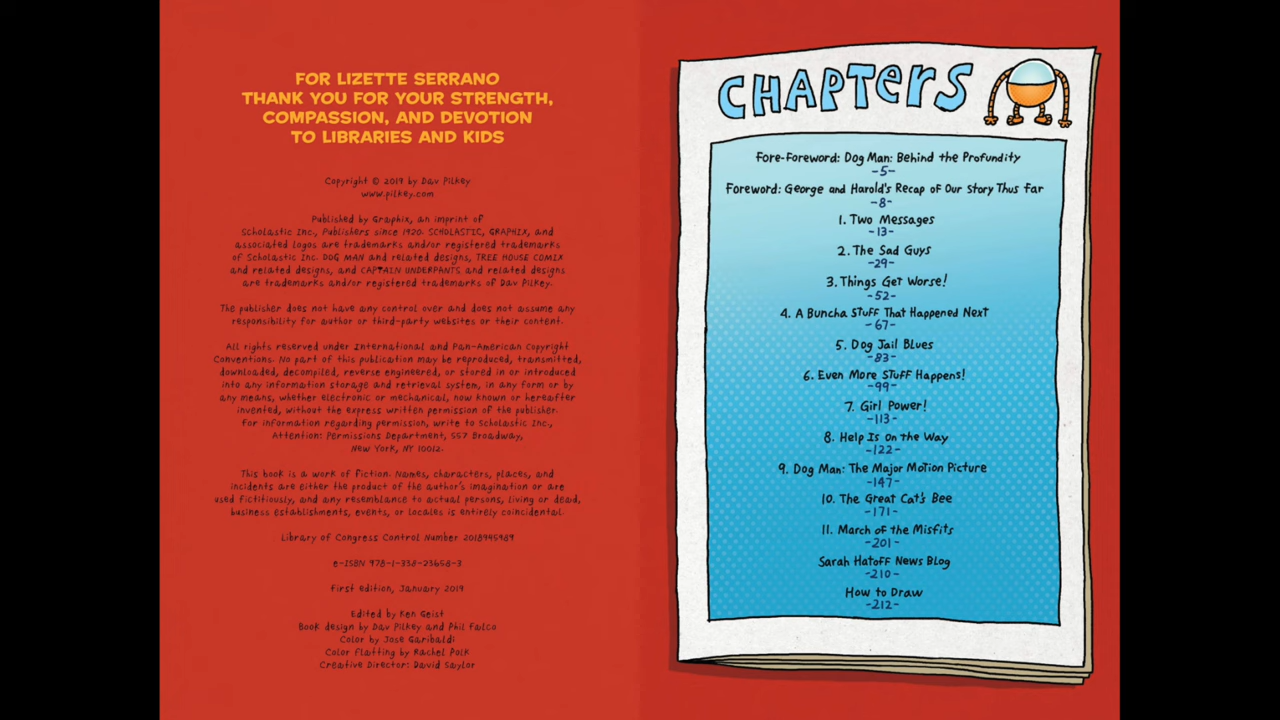 FOR LIZETTE SERRANO
THANK YOU FOR YOUR STRENGTH,
COMPASSION, AND DEVOTION
TO LIBRARIES AND KIDS
Copyright © 2019 by Dav Pilkey
www.pilkey.com
Published by Graphix, an imprint of
Scholastic Inc., Publishers since 1920. SCHOLASTIC, GRAPHIX, and
associated logos are trademarks and/or registered trademarks
of Scholastic Inc. DOG MAN and related designs, TREE HOUSE COMIX
and related designs, and CAPTAIN UNDERPANTS and related designs
are trademarks and/or registered trademarks of Dav Pilkey.
The publisher does not have any control over and does not assume any
responsibility for author or third-party websites or their content.
All rights reserved under International and Pan-American Copyright
Conventions. No part of this publication may be reproduced, transmitted,
downloaded, decompiled, reverse engineered, or stored in or introduced
into any information storage and retrieval system, in any form or by
any means, whether electronic or mechanical, now known or hereafter
invented, without the express written permission of the publisher.
For information regarding permission, write to Scholastic Inc.,
Attention: Permissions Department, 557 Broadway,
New York, NY 10012.
This book is a work of fiction. Names, characters, places, and
incidents are either the product of the author's imagination or are
used fictitiously, and any resemblance to actual persons, living or dead,
business establishments, events, or locales is entirely coincidental.
Library of Congress Control Number 2018945989
e-ISBN 978-1-338-23658-3
First edition, January 2019
Edited by Ken Geist
Book design by Dav Pilkey and Phil Falco
Color by Jose Garibaldi
Color flatting by Rachel Polk
Creative Director: David Saylor
CHAPTERS
Fore-Foreword: Dog Man: Behind the Profundity
-5-
Foreword: George and Harold's Recap of Our Story Thus Far
-8-
1. Two Messages
-13-
2. The Sad Guys
-29-
3. Things Get Worse!
-52-
4. A Buncha Stuff That Happened Next
-67-
5. Dog Jail Blues
-83-
6. Even More Stuff Happens!
-99-
7. Girl Power!
-113-
8. Help Is On the Way
-122-
9. Dog Man: The Major Motion Picture
-147-
10. The Great Cat's Bee
-171-
11. March of the Misfits
-201-
Sarah Hatoff News Blog
-210-
How to Draw
-212-